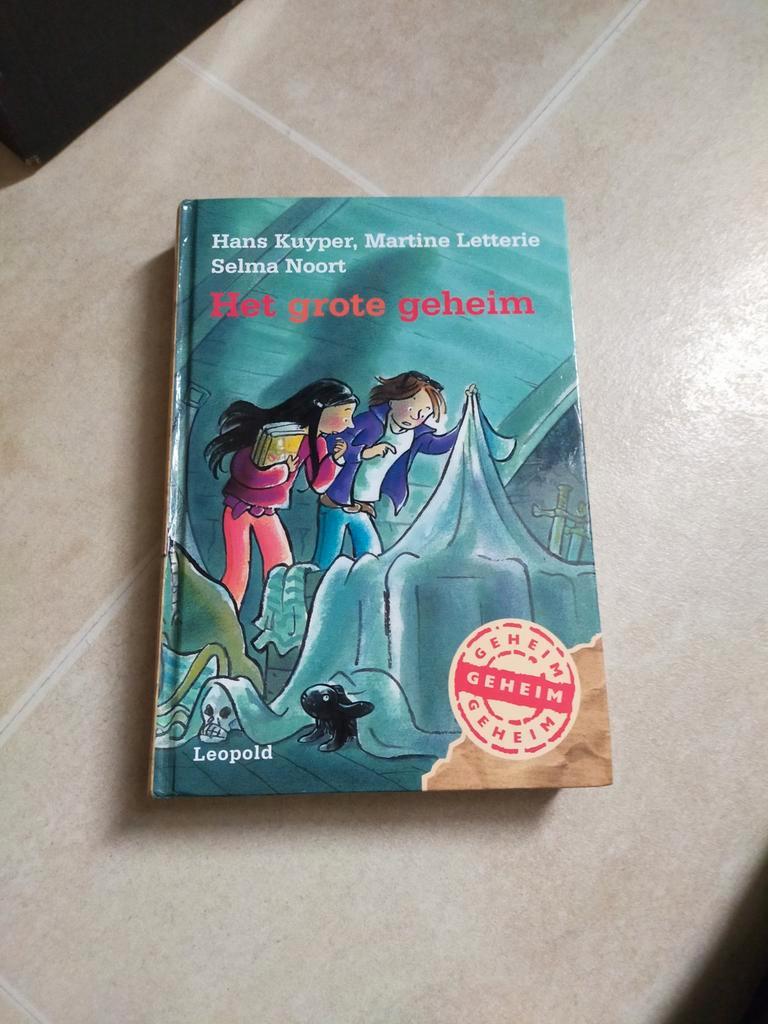 Hans Kuyper, Martine Letterie
Selma Noort
Het grote geheim
GEHEIM
GEHEIM
GEHEIM
Leopold